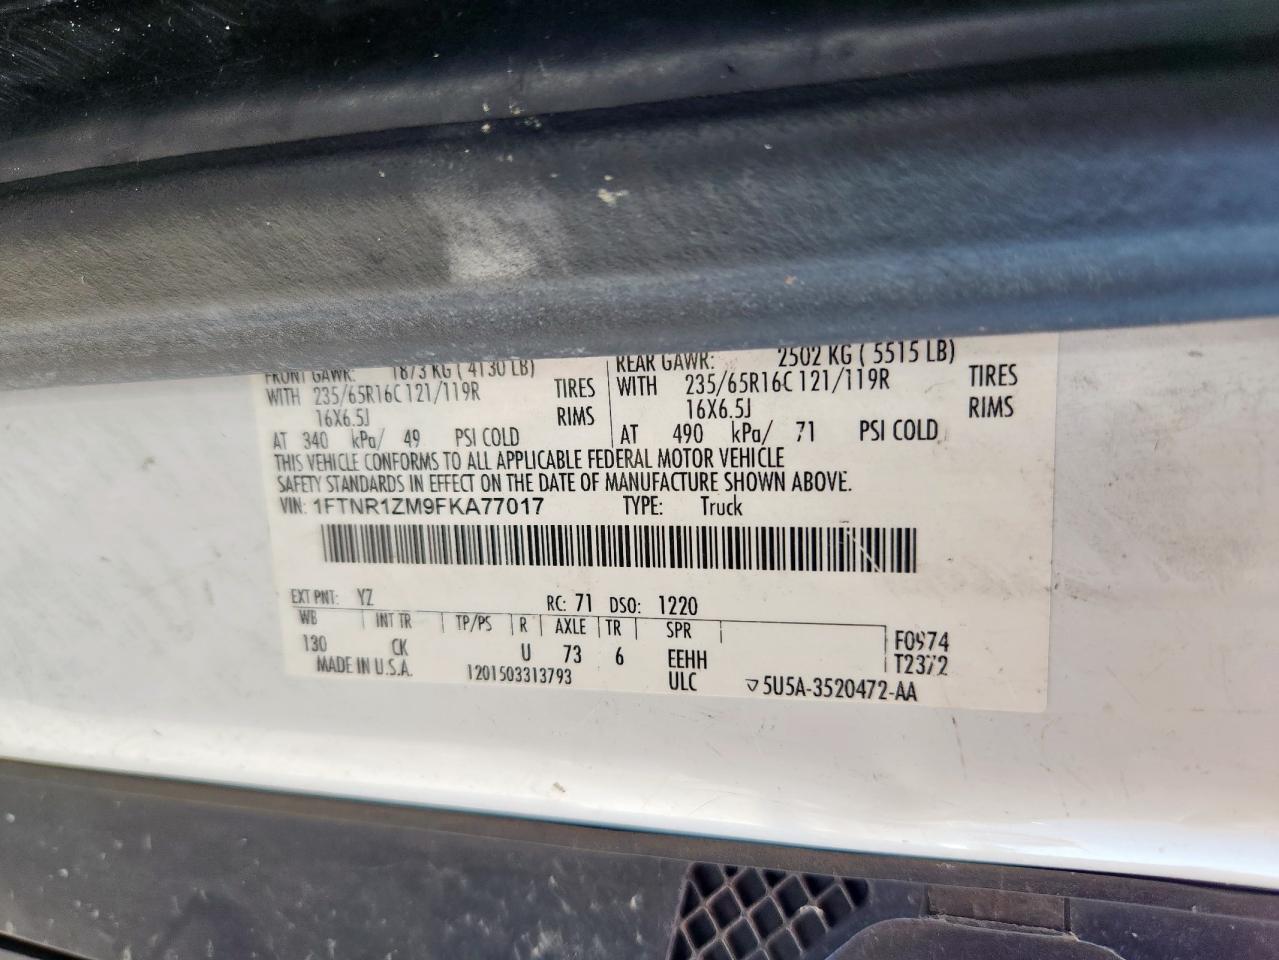 FRONT GAWR: 1873 KG ( 4130 LB) REAR GAWR: 2502 KG ( 5515 LB)
WITH 235/65R16C 121/119R TIRES WITH 235/65R16C 121/119R TIRES
16X6.5J RIMS 16X6.5J RIMS
AT 340 kPa/ 49 PSI COLD AT 490 kPa/ 71 PSI COLD
THIS VEHICLE CONFORMS TO ALL APPLICABLE FEDERAL MOTOR VEHICLE
SAFETY STANDARDS IN EFFECT ON THE DATE OF MANUFACTURE SHOWN ABOVE.
VIN: 1FTNR1ZM9FKA77017 TYPE: Truck
EXT PNT: YZ RC: 71 DSO: 1220
WB INT TR TP/PS R AXLE TR SPR F0974
130 CK U 73 6 EEHH T2372
MADE IN U.S.A. 1201503313793 ULC ▽5U5A-3520472-AA